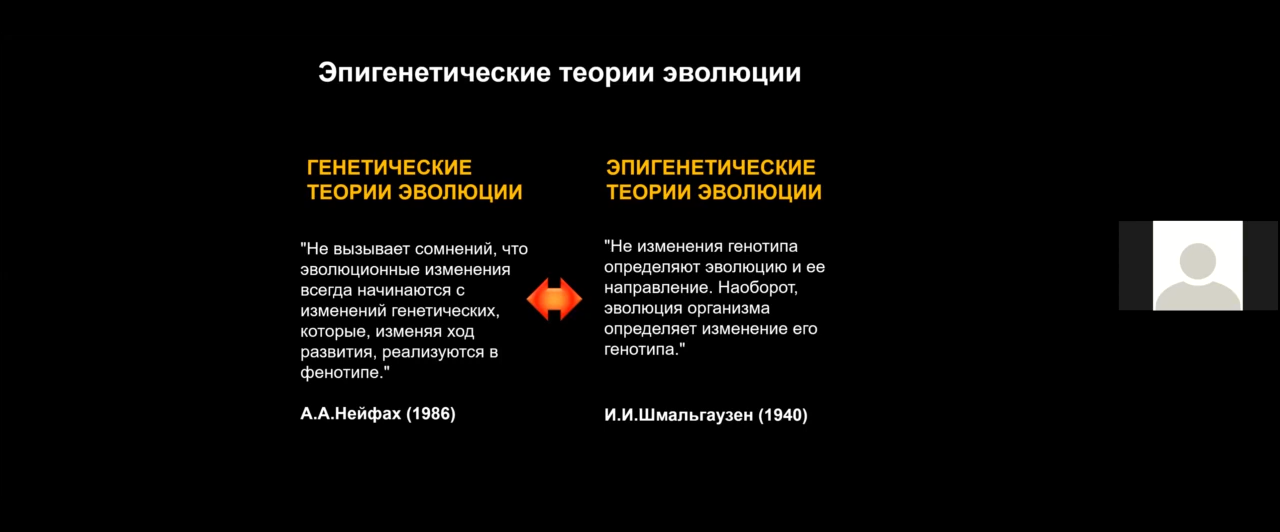 Эпигенетические теории эволюции
ГЕНЕТИЧЕСКИЕ
ТЕОРИИ ЭВОЛЮЦИИ
"Не вызывает сомнений, что
эволюционные изменения
всегда начинаются с
изменений генетических,
которые, изменяя ход
развития, реализуются в
фенотипе."
А.А.Нейфах (1986)
ЭПИГЕНЕТИЧЕСКИЕ
ТЕОРИИ ЭВОЛЮЦИИ
"Не изменения генотипа
определяют эволюцию и ее
направление. Наоборот,
эволюция организма
определяет изменение его
генотипа."
И.И.Шмальгаузен (1940)